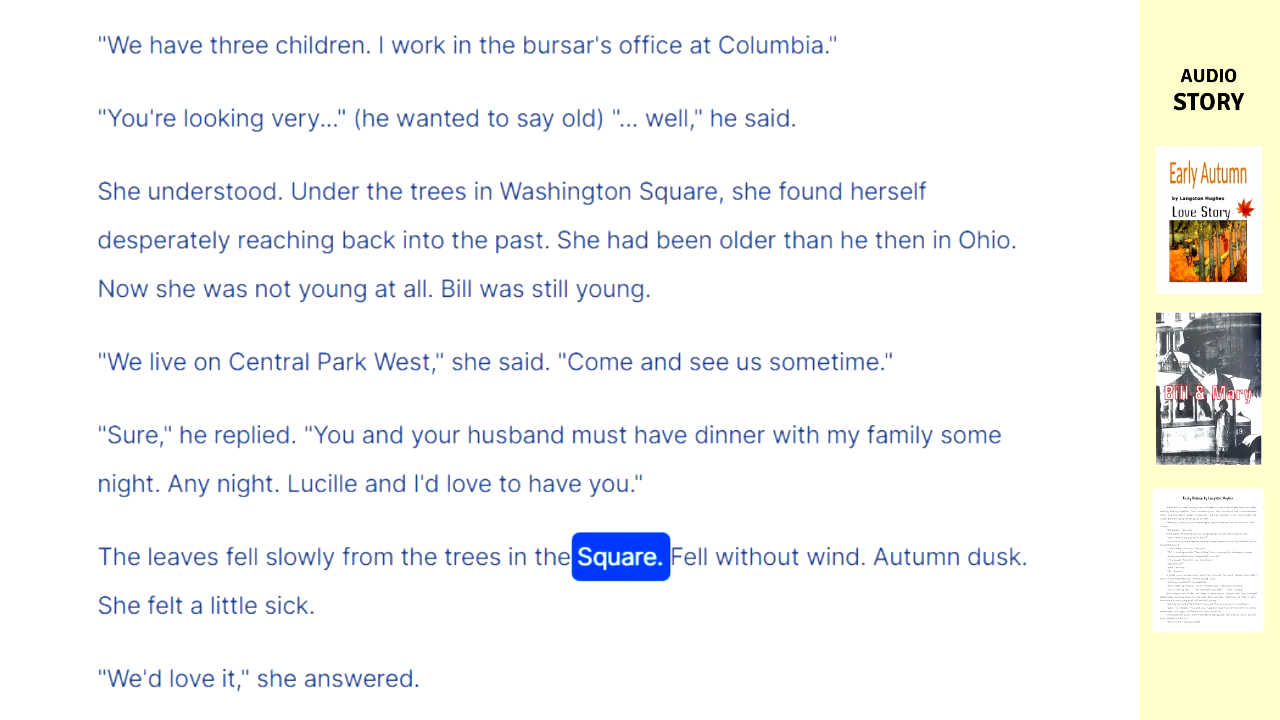 "We have three children. I work in the bursar's office at Columbia."
"You're looking very..." (he wanted to say old) "... well," he said.
She understood. Under the trees in Washington Square, she found herself
desperately reaching back into the past. She had been older than he then in Ohio.
Now she was not young at all. Bill was still young.
"We live on Central Park West," she said. "Come and see us sometime."
"Sure," he replied. "You and your husband must have dinner with my family some
night. Any night. Lucille and I'd love to have you."
The leaves fell slowly from the trees in the Square. Fell without wind. Autumn dusk.
She felt a little sick.
"We'd love it," she answered.
AUDIO
STORY
Early Autumn
by Langston Hughes
Love Story
Bill & Mary
Early Autumn by Langston Hughes